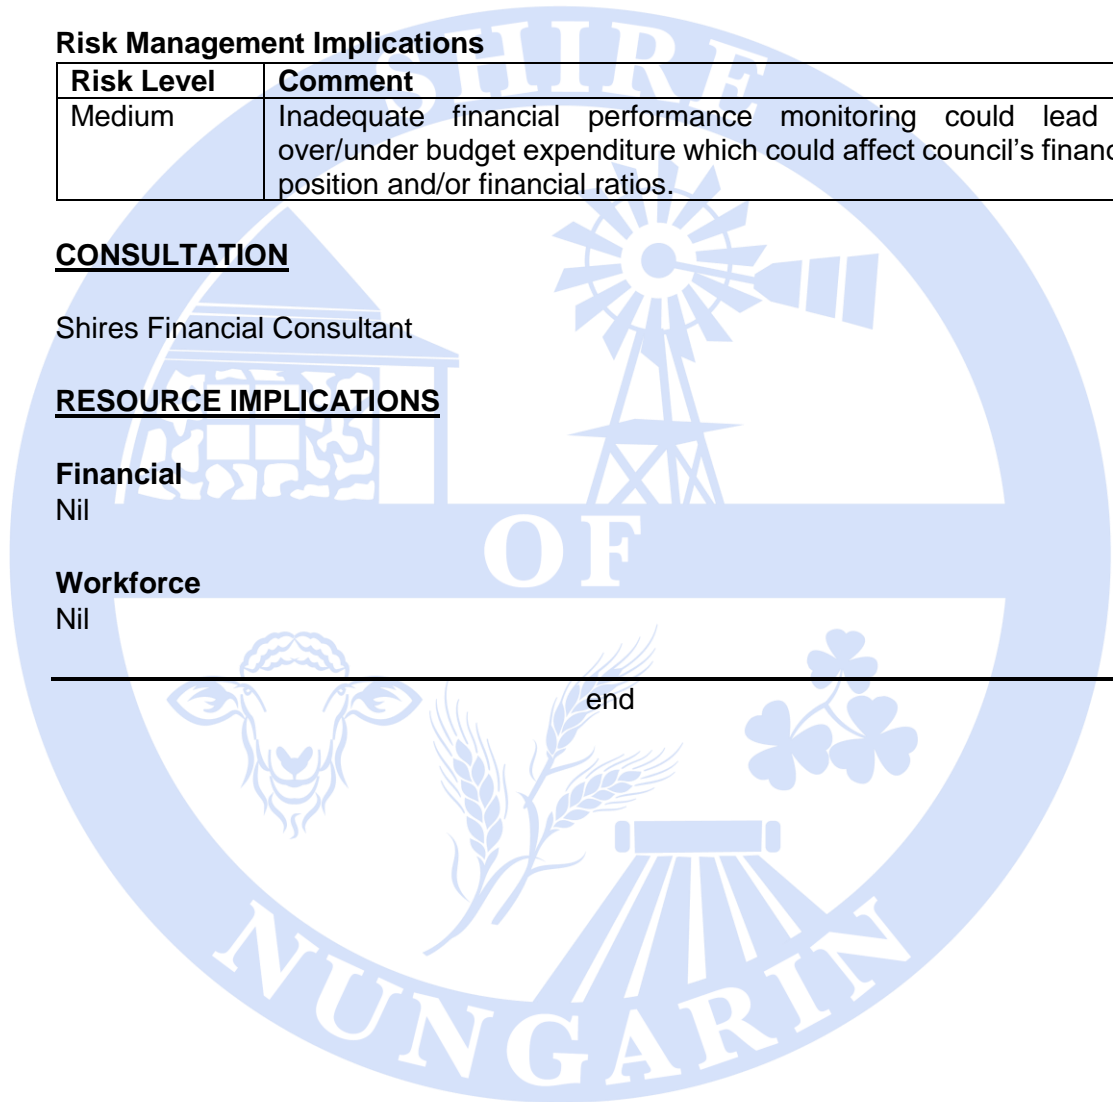 Risk Management Implications
Risk Level Comment
Medium Inadequate financial performance monitoring could lead
over/under budget expenditure which could affect council's
position and/or financial ratios.
CONSULTATION
Shires Financial Consultant
RESOURCE IMPLICATIONS
Financial
Nil
Workforce
Nil
end
SHIRE
OF
NUNGARIN